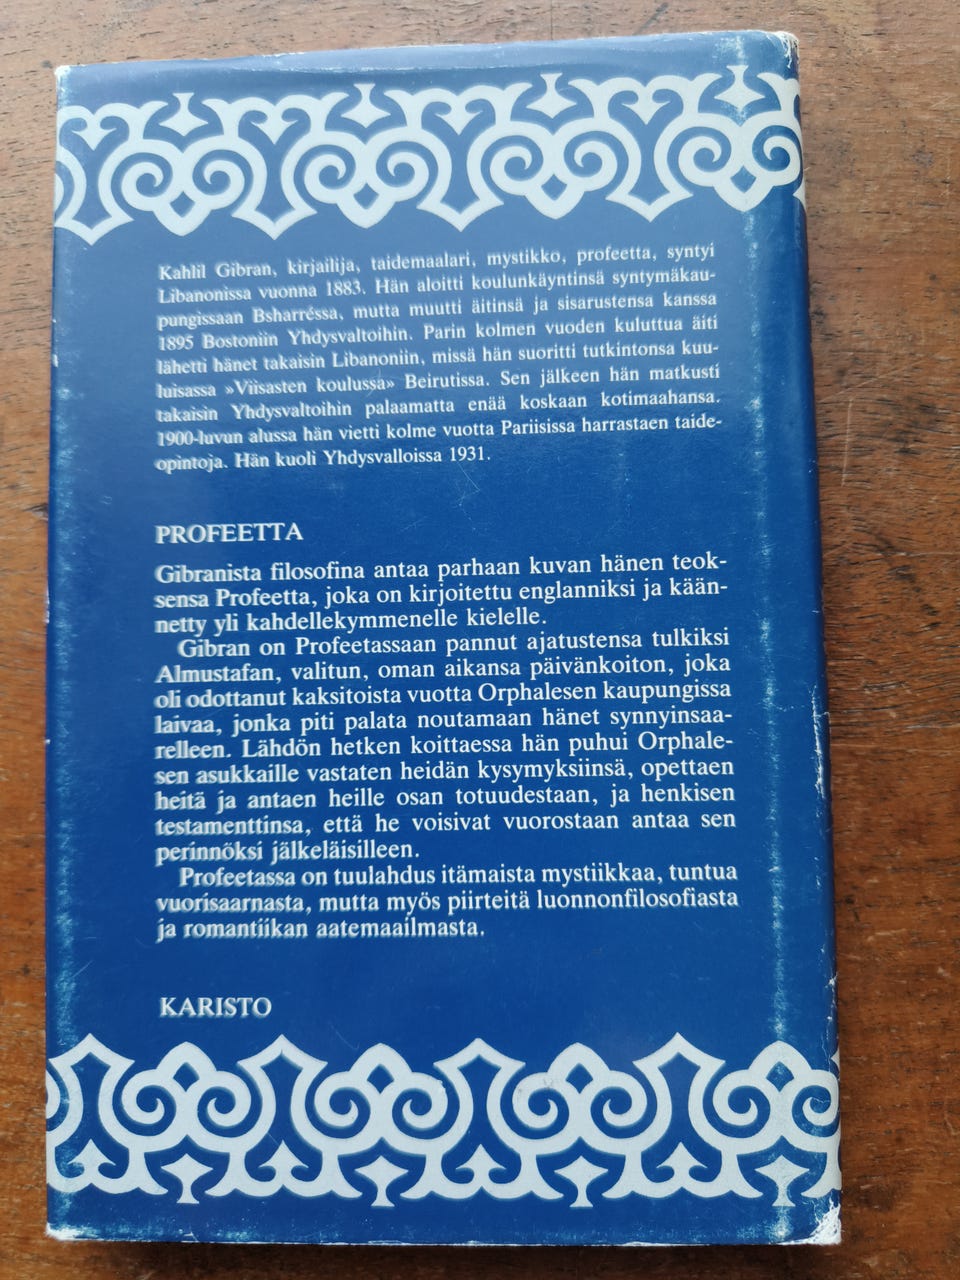 Kahlil Gibran, kirjailija, taidemaalari, mystikko, profeetta, syntyi
Libanonissa vuonna 1883. Hän aloitti koulunkäyntinsä syntymäkau-
pungissaan Bsharréssa, mutta muutti äitinsä ja sisarustensa kanssa
1895 Bostoniin Yhdysvaltoihin. Parin kolmen vuoden kuluttua äiti
lähetti hänet takaisin Libanoniin, missä hän suoritti tutkintonsa kuu-
luisassa »Viisasten koulussa» Beirutissa. Sen jälkeen hän matkusti
takaisin Yhdysvaltoihin palaamatta enää koskaan kotimaahansa.
1900-luvun alussa hän vietti kolme vuotta Pariisissa harrastaen taide-
opintoja. Hän kuoli Yhdysvalloissa 1931.
PROFEETTA
Gibranista filosofina antaa parhaan kuvan hänen teok-
sensa Profeetta, joka on kirjoitettu englanniksi ja kään-
netty yli kahdellekymmenelle kielelle.
Gibran on Profeetassaan pannut ajatustensa tulkiksi
Almustafan, valitun, oman aikansa päivänkoiton, joka
oli odottanut kaksitoista vuotta Orphalesen kaupungissa
laivaa, jonka piti palata noutamaan hänet synnyinsaa-
relleen. Lähdön hetken koittaessa hän puhui Orphale-
sen asukkaille vastaten heidän kysymyksiinsä, opettaen
heitä ja antaen heille osan totuudestaan, ja henkisen
testamenttinsa, että he voisivat vuorostaan antaa sen
perinnöksi jälkeläisilleen.
Profeetassa on tuulahdus itämaista mystiikkaa, tuntua
vuorisaarnasta, mutta myös piirteitä luonnonfilosofiasta
ja romantiikan aatemaailmasta.
KARISTO